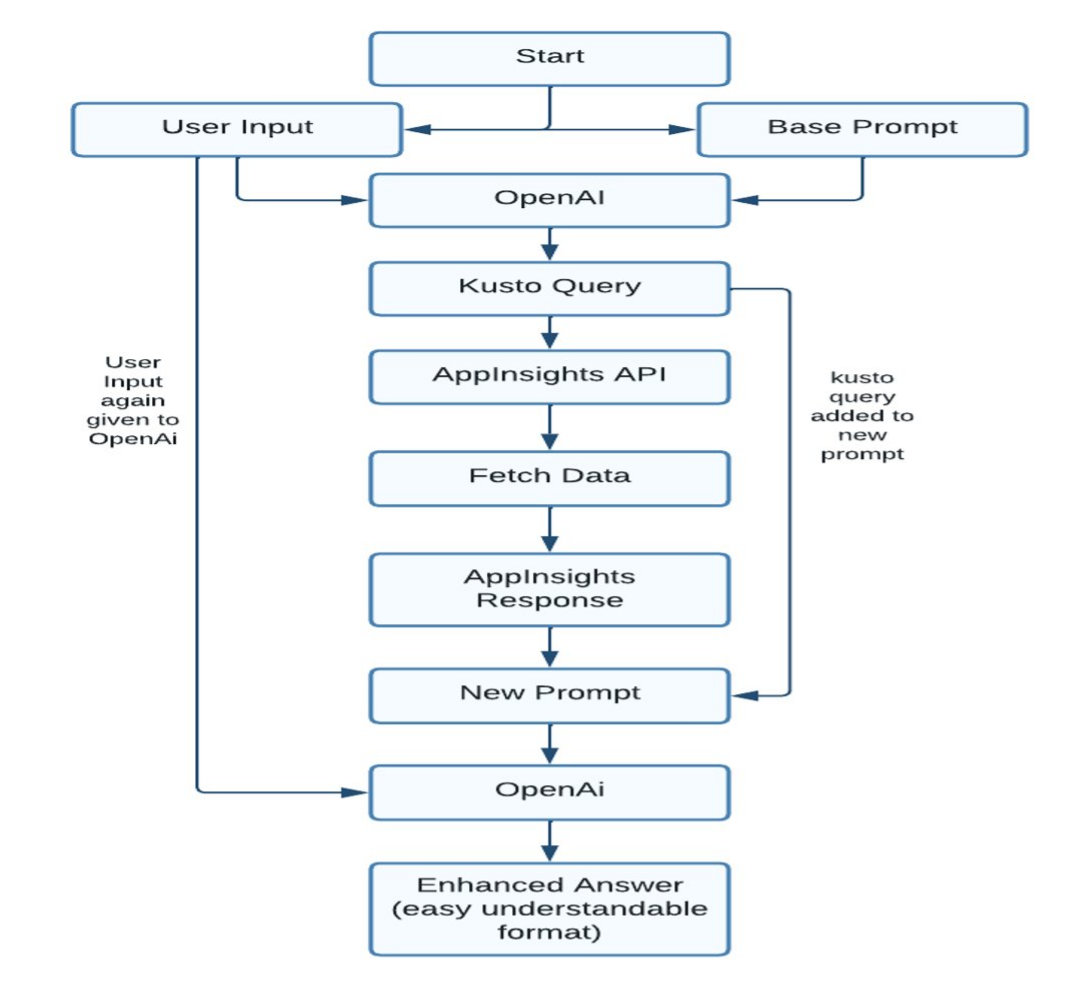 Start
User Input
Base Prompt
OpenAI
Kusto Query
AppInsights API
User
Input
again
given to
OpenAi
kusto
query
added to
new
prompt
Fetch Data
AppInsights
Response
New Prompt
OpenAi
Enhanced Answer
(easy understandable
format)